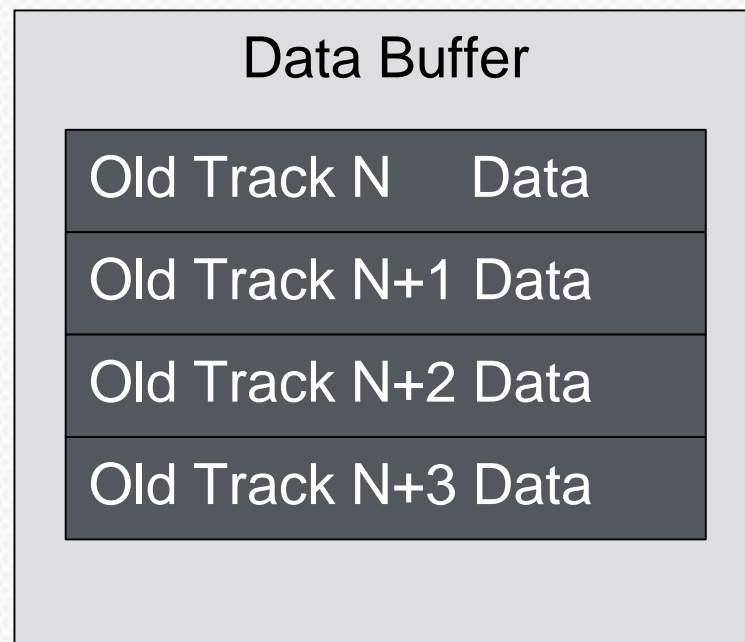 Data Buffer
Old Track N Data
Old Track N+1 Data
Old Track N+2 Data
Old Track N+3 Data